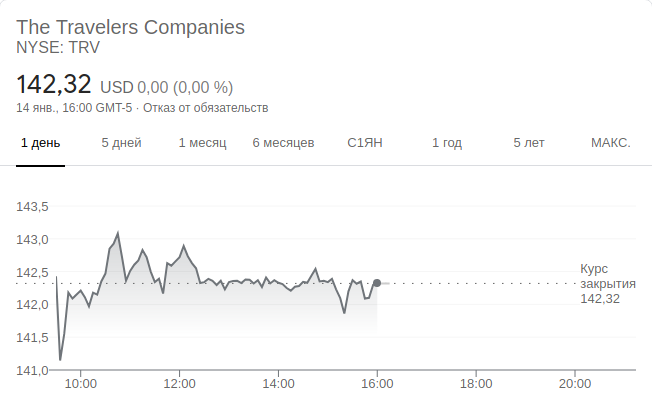 The Travelers Companies
NYSE: TRV
142,32 USD 0,00 (0,00 %)
14 янв., 16:00 GMT-5 · Отказ от обязательств
1 день 5 дней 1 месяц 6 месяцев С1ЯН 1 год 5 лет МАКС.
143,5
143,0
142,5
142,0
141,5
141,0
Курс
закрытия
142,32
10:00 12:00 14:00 16:00 18:00 20:00